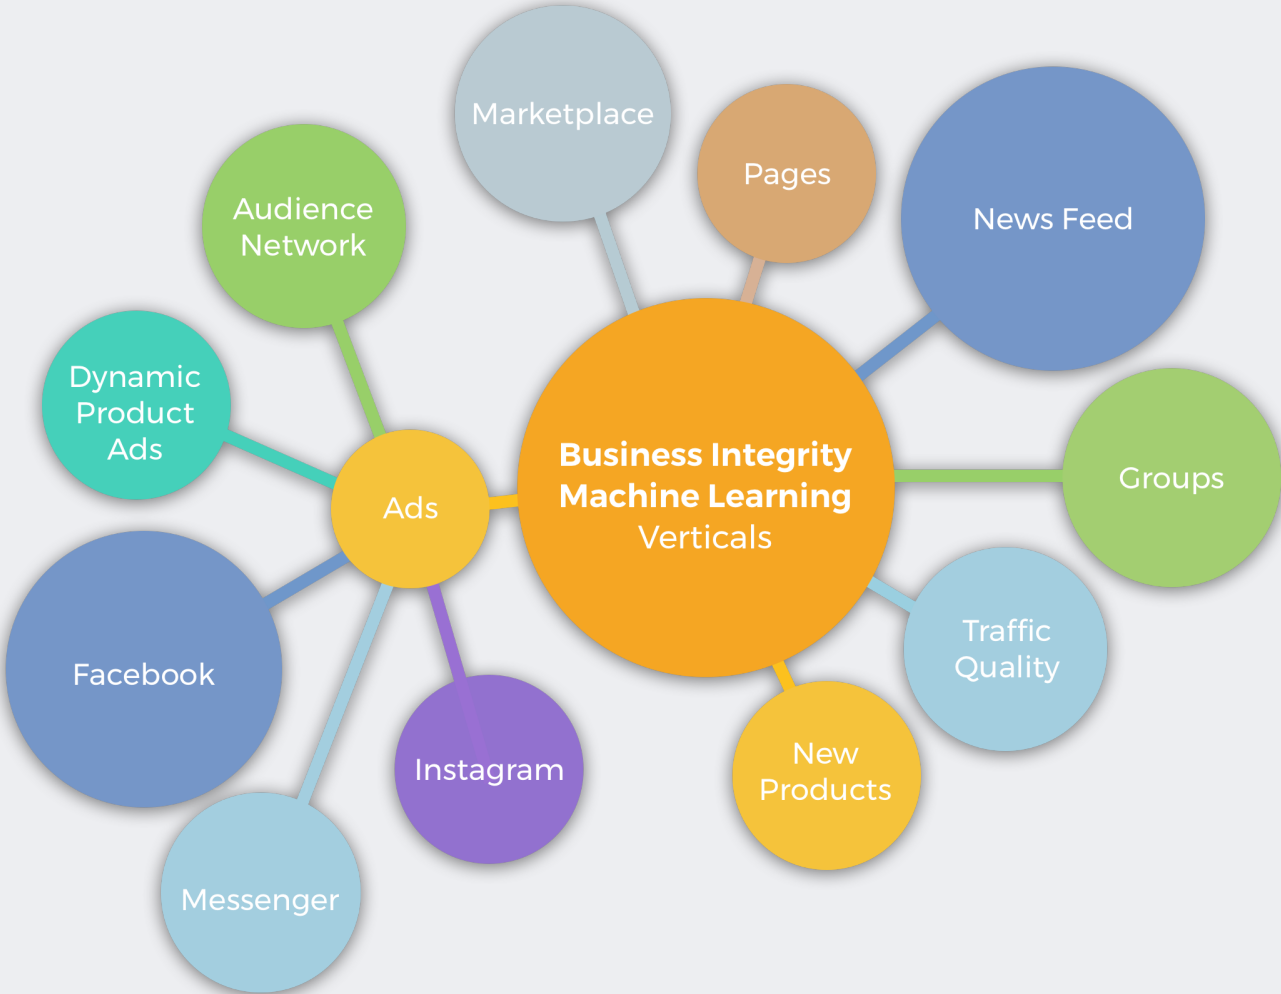 Marketplace
Pages
News Feed
Audience
Network
Dynamic
Product
Ads
Ads
Business Integrity
Machine Learning
Verticals
Groups
Traffic
Quality
Facebook
Instagram
New
Products
Messenger